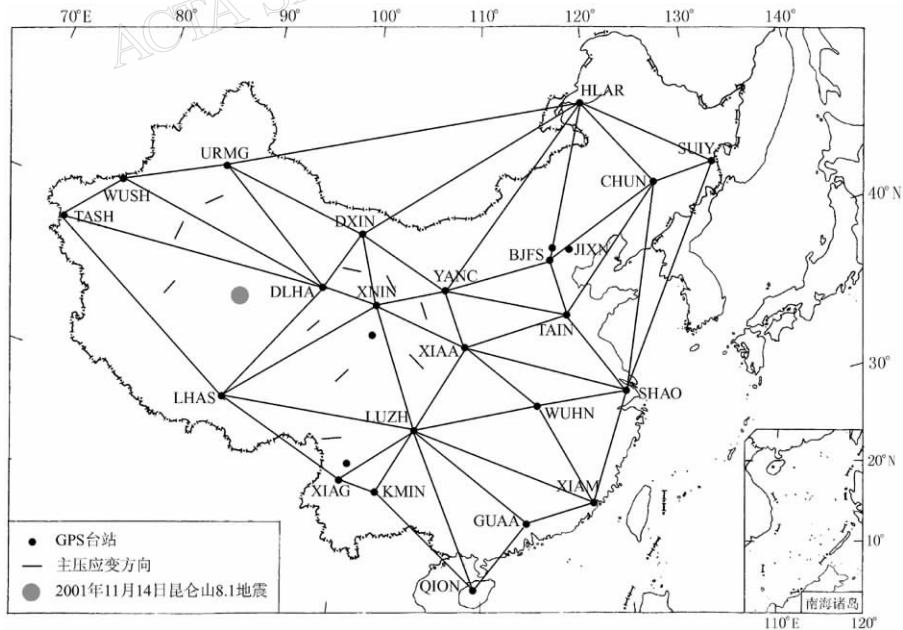 70°E 80° 90° 100° 110° 120° 130° 140°
ACTA S
HLAR
SUIY
URMG
CHUN
WUSH
40°N
TASH
DXIN
BJFS
JIXN
YANC
DLHA
XNIN
TAIN
XIAA
30°
LHAS
SHAO
LUZH
WUHN
20°
XIAG
KMIN
XIAM
GUAA
GPS台站
10°
主压应变方向
QION
2001年11月14日昆仑山8.1地震
南海诸岛
110°E 120°